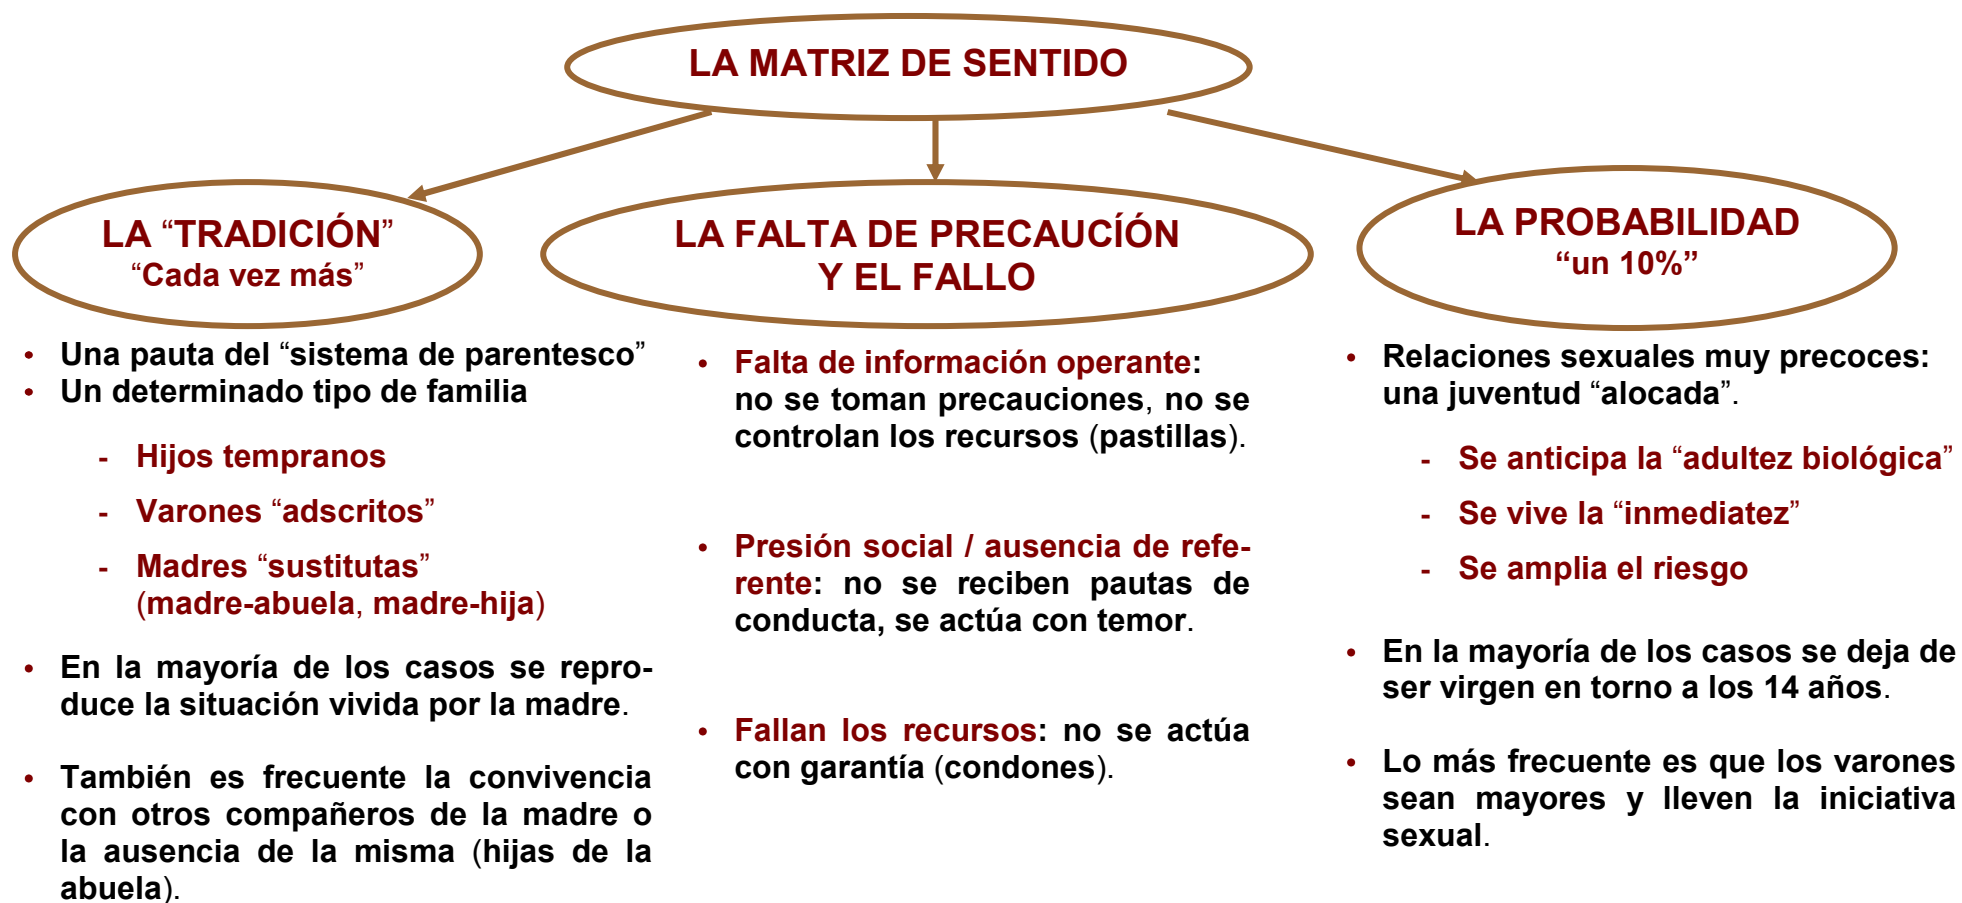 LA MATRIZ DE SENTIDO
LA “TRADICIÓN”
“Cada vez más”
• Una pauta del “sistema de parentesco”
• Un determinado tipo de familia
- Hijos tempranos
- Varones “adscritos”
- Madres “sustitutas”
(madre-abuela, madre-hija)
• En la mayoría de los casos se repro-
duce la situación vivida por la madre.
• También es frecuente la convivencia
con otros compañeros de la madre o
la ausencia de la misma (hijas de la
abuela).
LA FALTA DE PRECAUCÍÓN
Y EL FALLO
• Falta de información operante:
no se toman precauciones, no se
controlan los recursos (pastillas).
• Presión social / ausencia de refe-
rente: no se reciben pautas de
conducta, se actúa con temor.
• Fallan los recursos: no se actúa
con garantía (condones).
LA PROBABILIDAD
“un 10%”
• Relaciones sexuales muy precoces:
una juventud “alocada”.
- Se anticipa la “adultez biológica”
- Se vive la “inmediatez”
- Se amplia el riesgo
• En la mayoría de los casos se deja de
ser virgen en torno a los 14 años.
• Lo más frecuente es que los varones
sean mayores y lleven la iniciativa
sexual.